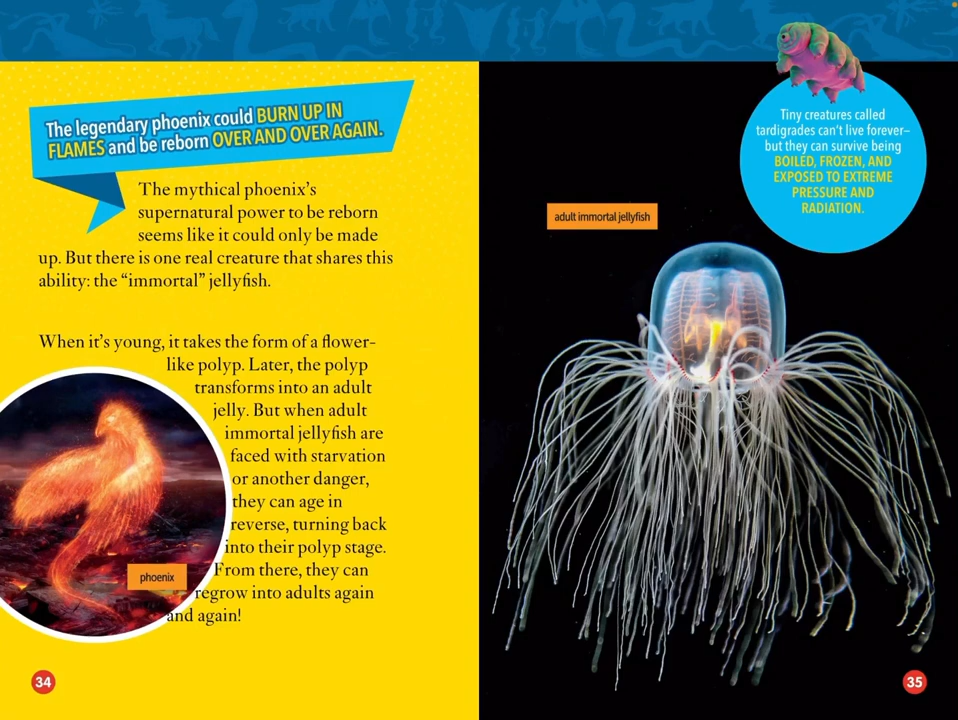 The legendary phoenix could BURN UP IN
FLAMES and be reborn OVER AND OVER AGAIN.
The mythical phoenix’s
supernatural power to be reborn
seems like it could only be made
up. But there is one real creature that shares this
ability: the “immortal” jellyfish.
When it’s young, it takes the form of a flower-
like polyp. Later, the polyp
transforms into an adult
jelly. But when adult
immortal jellyfish are
faced with starvation
or another danger,
they can age in
reverse, turning back
into their polyp stage.
From there, they can
regrow into adults again
and again!
phoenix
34
Tiny creatures called
tardigrades can’t live forever–
but they can survive being
BOILED, FROZEN, AND
EXPOSED TO EXTREME
PRESSURE AND
RADIATION.
adult immortal jellyfish
35